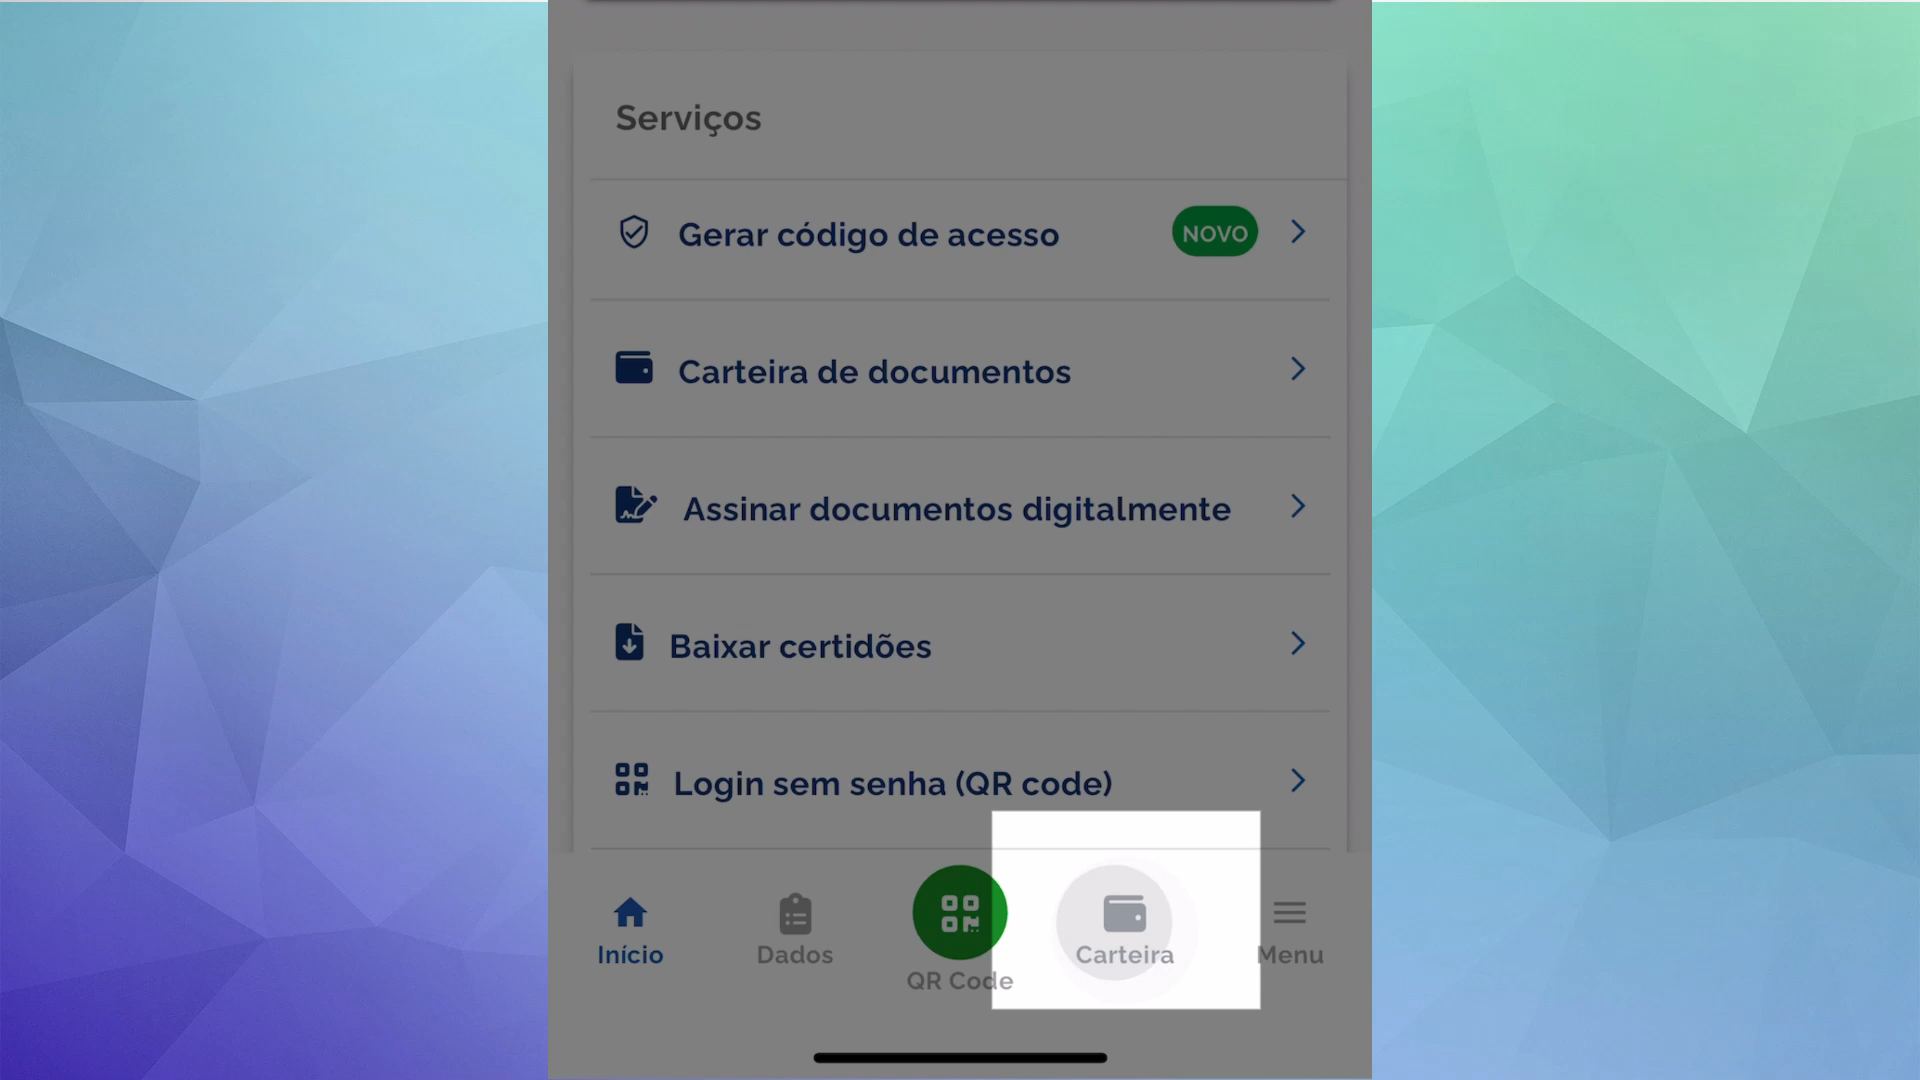 Serviços
Gerar código de acesso NOVO
Carteira de documentos
Assinar documentos digitalmente
Baixar certidões
Login sem senha (QR code)
Início Dados QR Code Carteira Menu